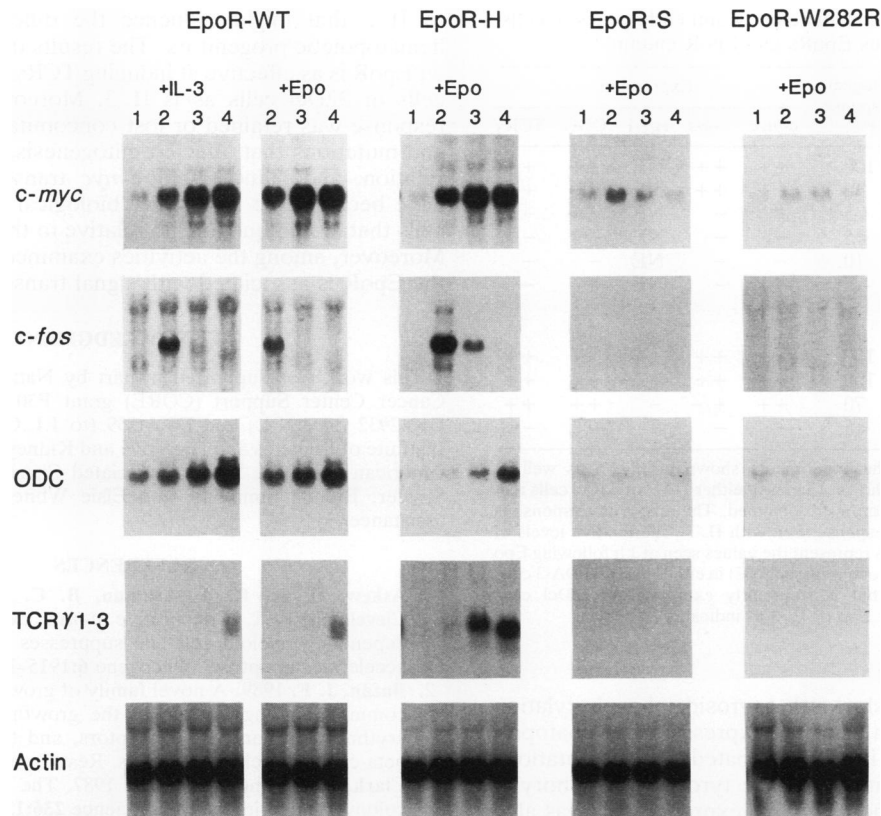 EpoR-WT EpoR-H EpoR-S EpoR-W282R
+IL-3 +Epo +Epo +Epo +Epo
1 2 3 4 2 3 4 1 2 3 4 1 2 3 4 1 2 3 4
c-myc
c-fos
ODC
TCRγ1-3
Actin